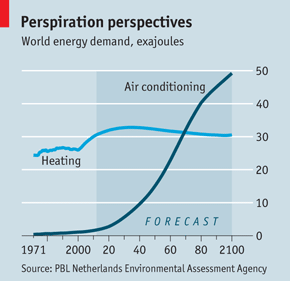 Perspiration perspectives
World energy demand, exajoules
50
Air conditioning
40
30
Heating
20
10
FORECAST
0
1971 2000 20 40 60 80 2100
Source: PBL Netherlands Environmental Assessment Agency